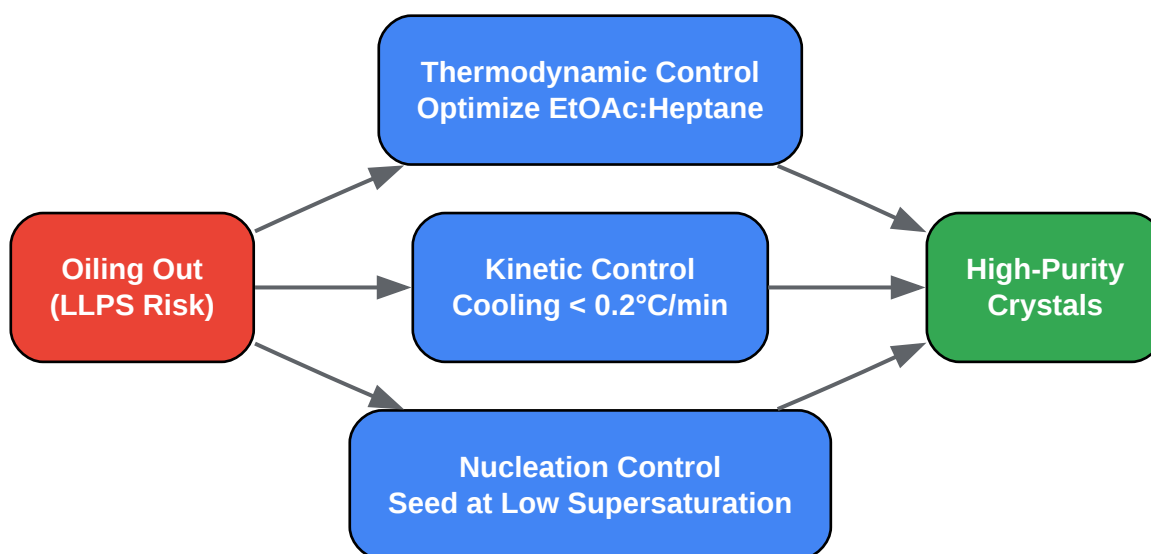 Thermodynamic Control
Optimize EtOAc:Heptane
Oiling Out
(LLPS Risk)
Kinetic Control
Cooling < 0.2°C/min
High-Purity
Crystals
Nucleation Control
Seed at Low Supersaturation